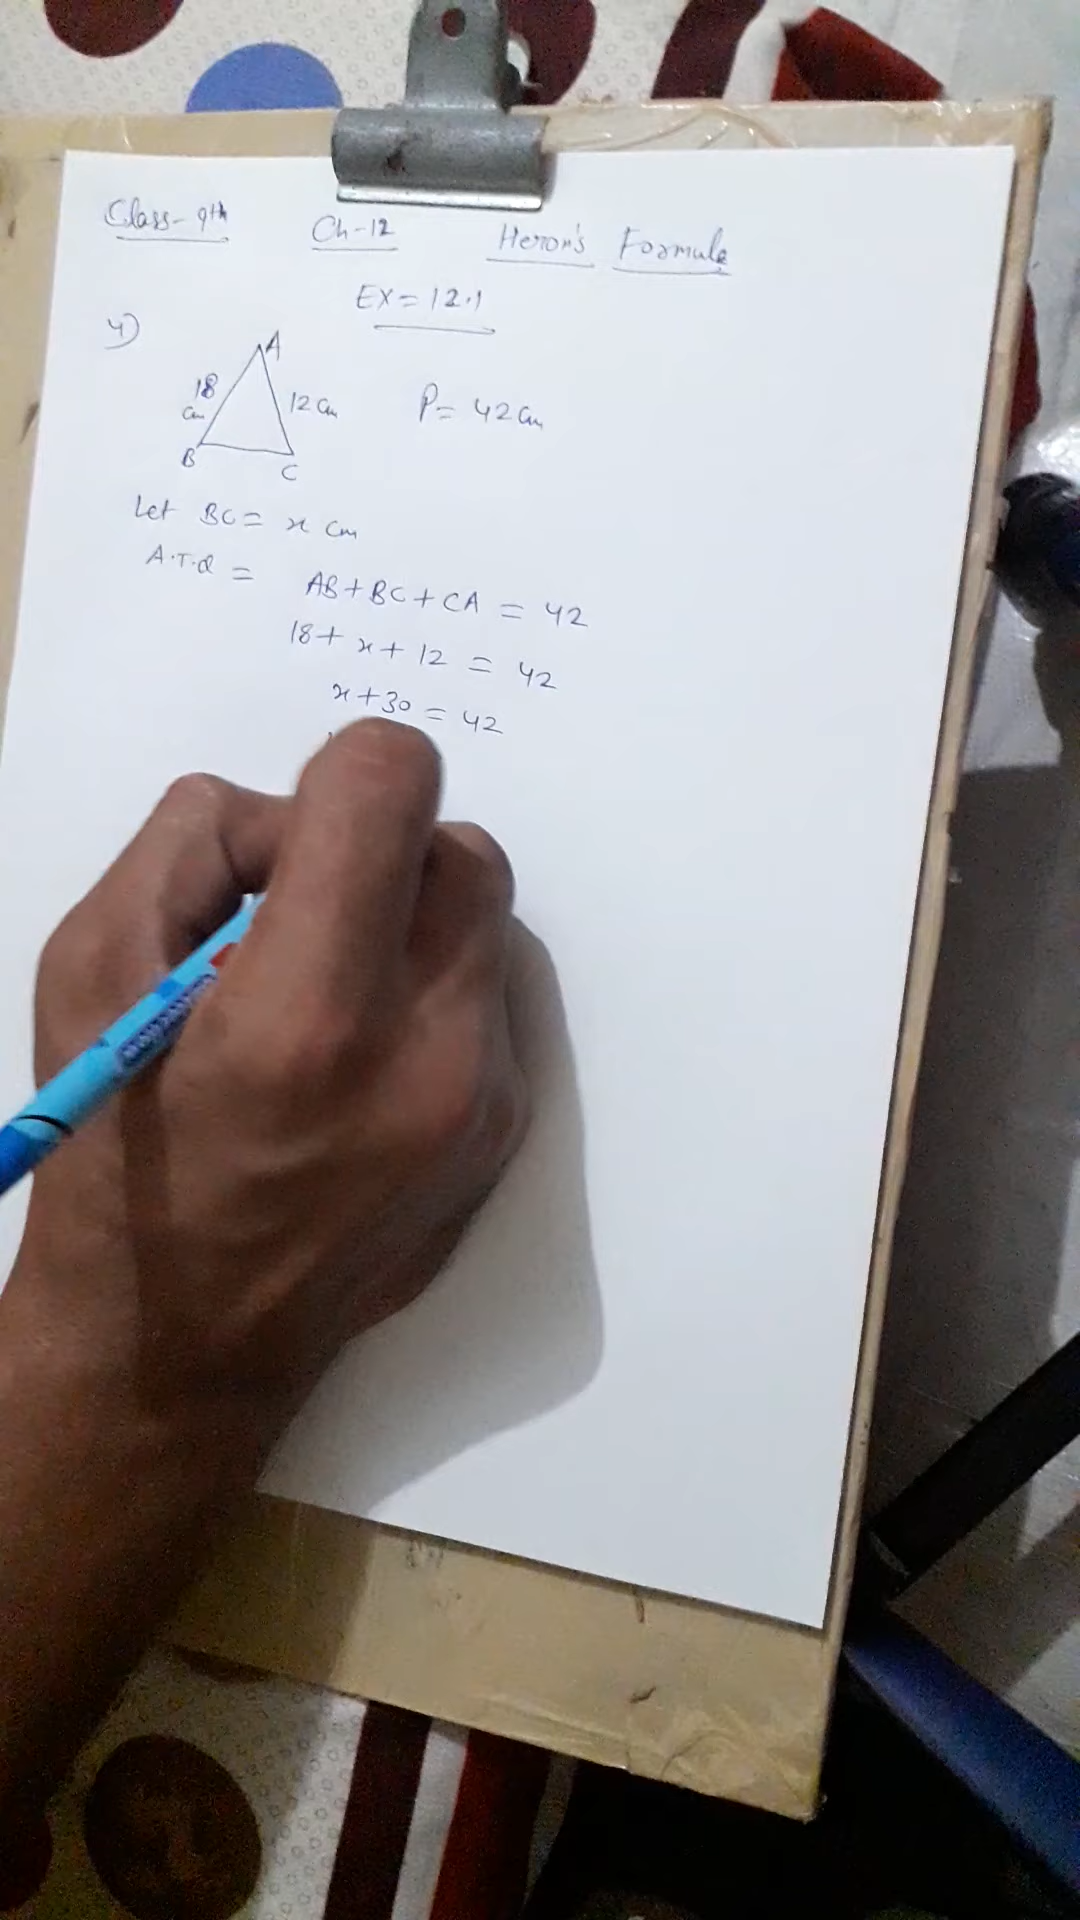 Class-9th Ch-12 Heron's Formula
EX=12.1
4)
A
18 cm
12 cm
P= 42 cm
B
C
Let BC= x cm
A.T.Q = AB+BC+CA = 42
18+ x+ 12 = 42
x+30 = 42